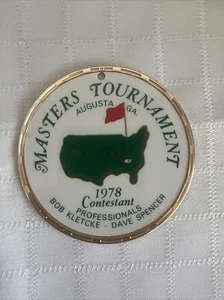 MASTERS TOURNAMENT
AUGUSTA GA.
1978
Contestant
PROFESSIONALS
BOB KLETCKE - DAVE SPENCER